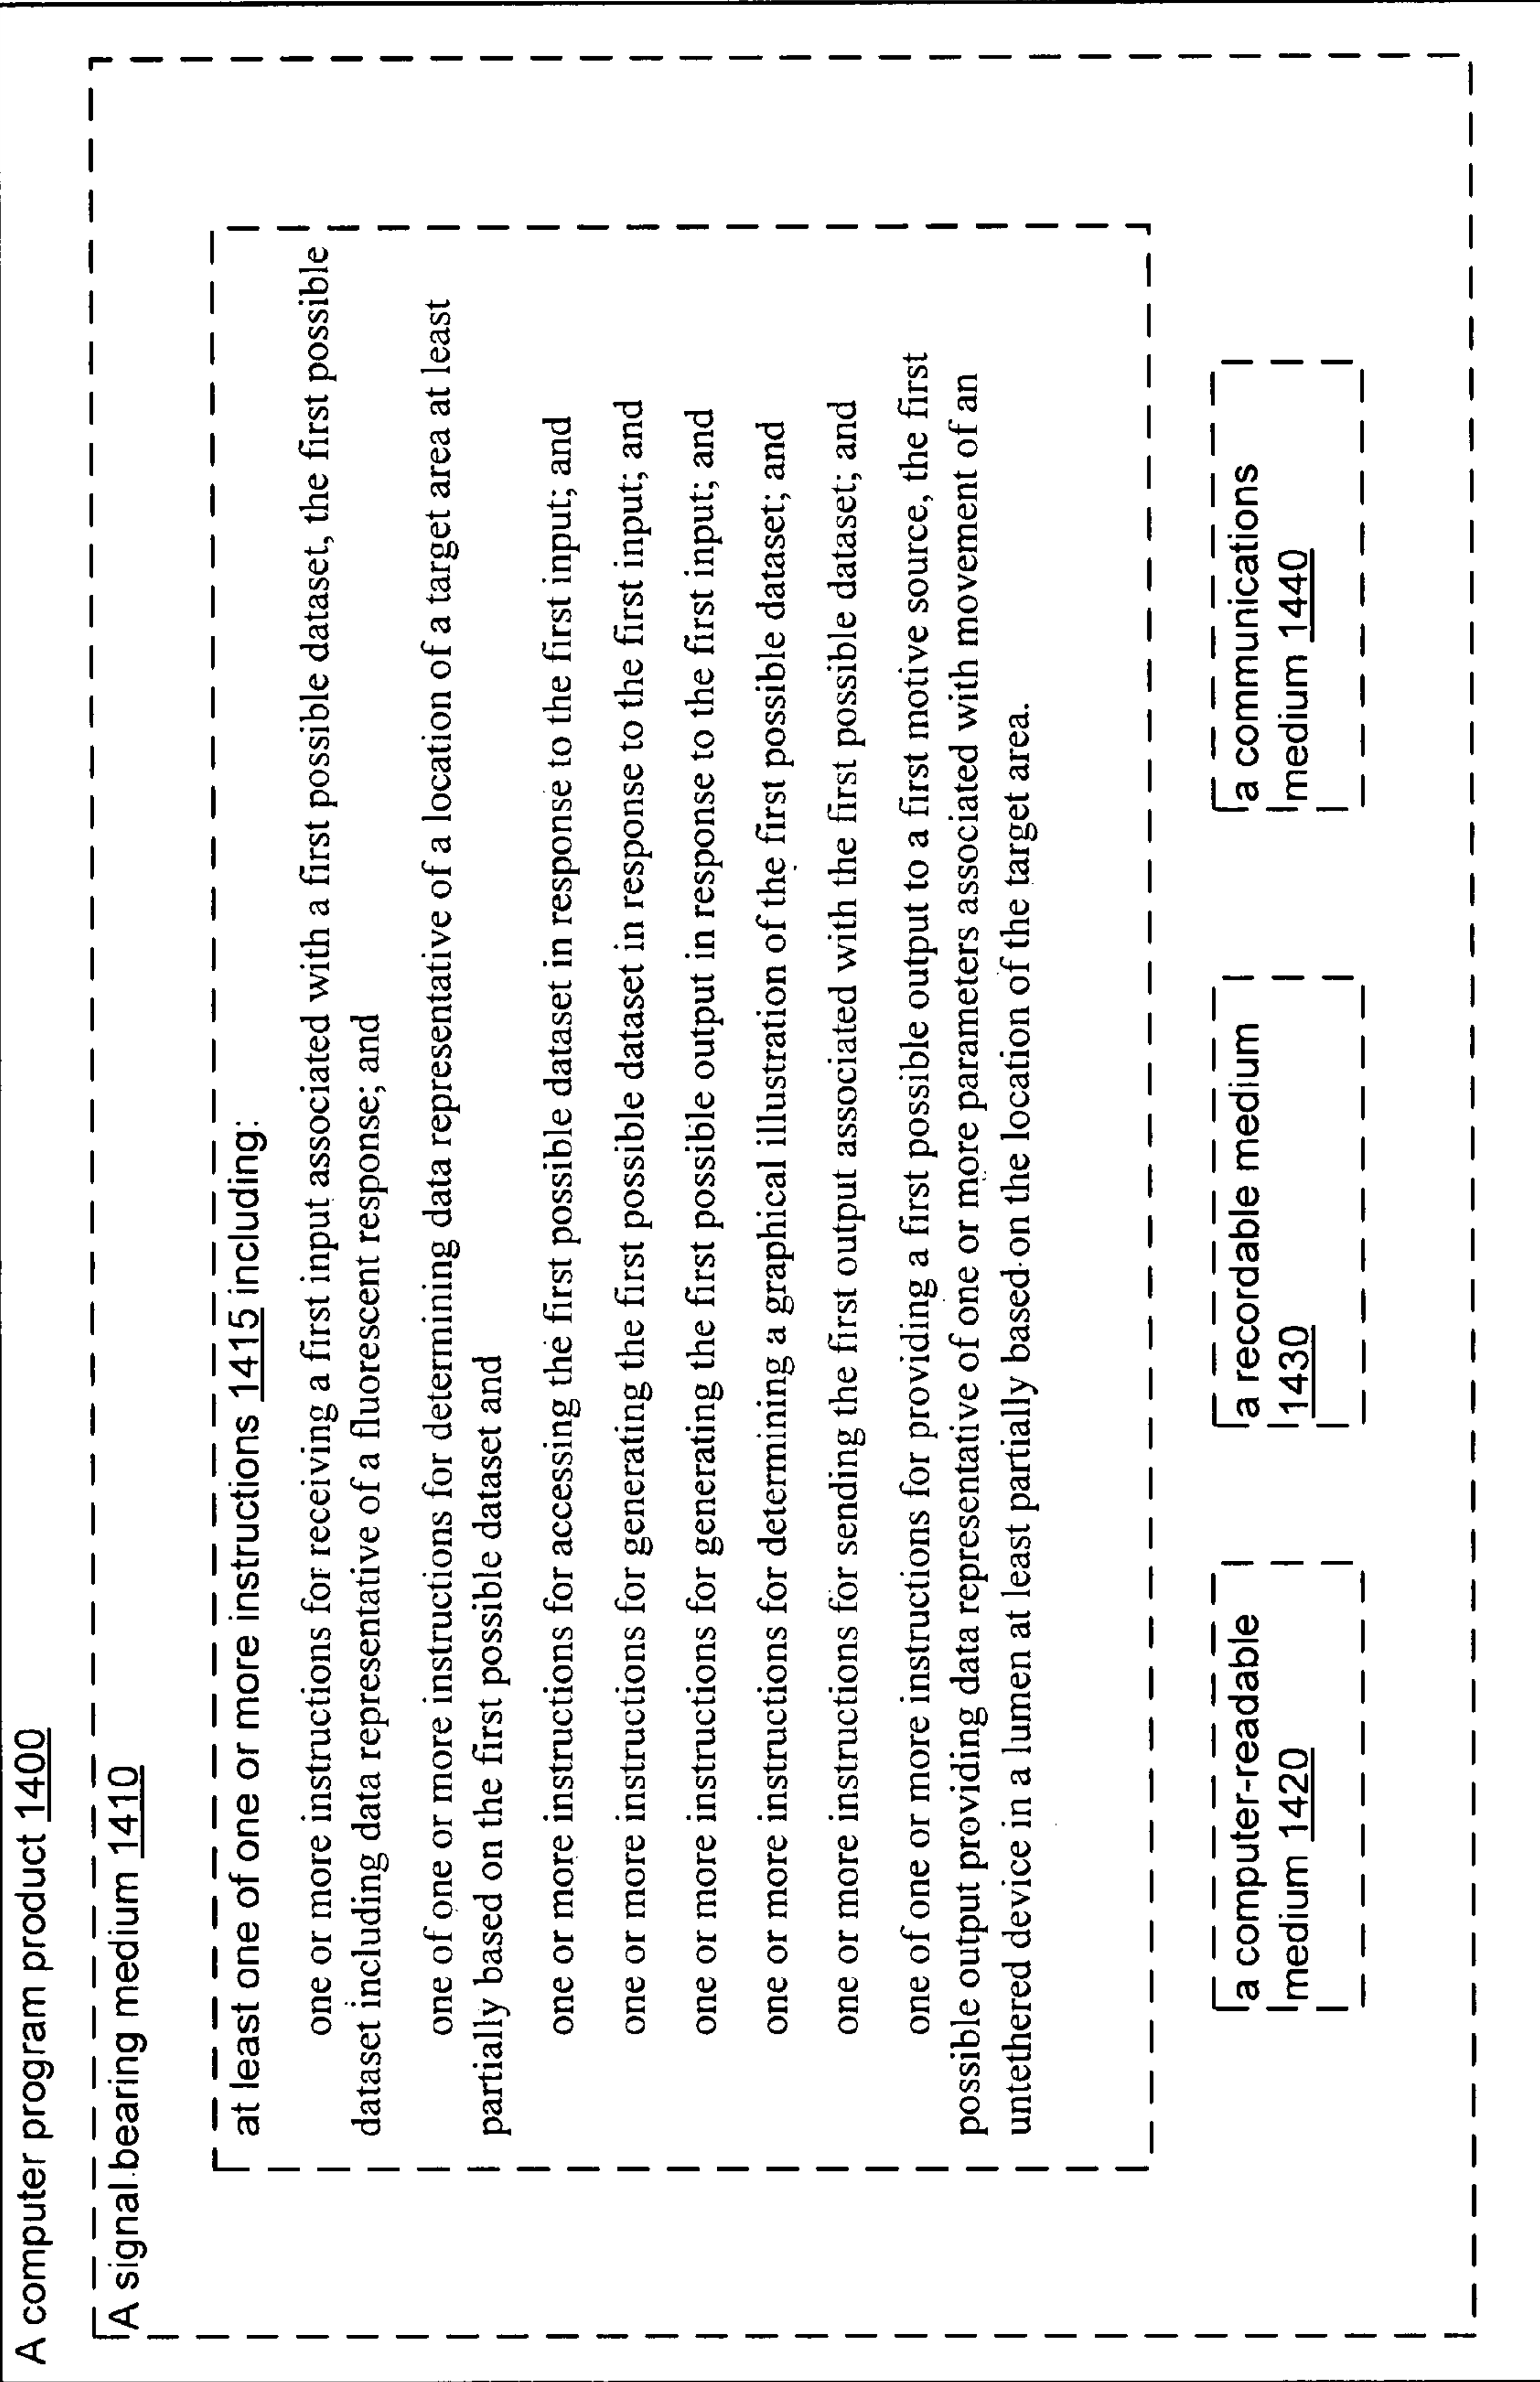 A computer program product 1400
A signal bearing medium 1410
at least one of one or more instructions 1415 including:
one or more instructions for receiving a first input associated with a first possible dataset, the first possible
dataset including data representative of a fluorescent response; and
one of one or more instructions for determining data representative of a location of a target area at least
partially based on the first possible dataset and
one or more instructions for accessing the first possible dataset in response to the first input; and
one or more instructions for generating the first possible dataset in response to the first input; and
one or more instructions for generating the first possible output in response to the first input; and
one or more instructions for determining a graphical illustration of the first possible dataset; and
one or more instructions for sending the first output associated with the first possible dataset; and
one of one or more instructions for providing a first possible output to a first motive source, the first
possible output providing data representative of one or more parameters associated with movement of an
untethered device in a lumen at least partially based on the location of the target area.
a computer-readable
medium 1420
a recordable medium
1430
a communications
medium 1440